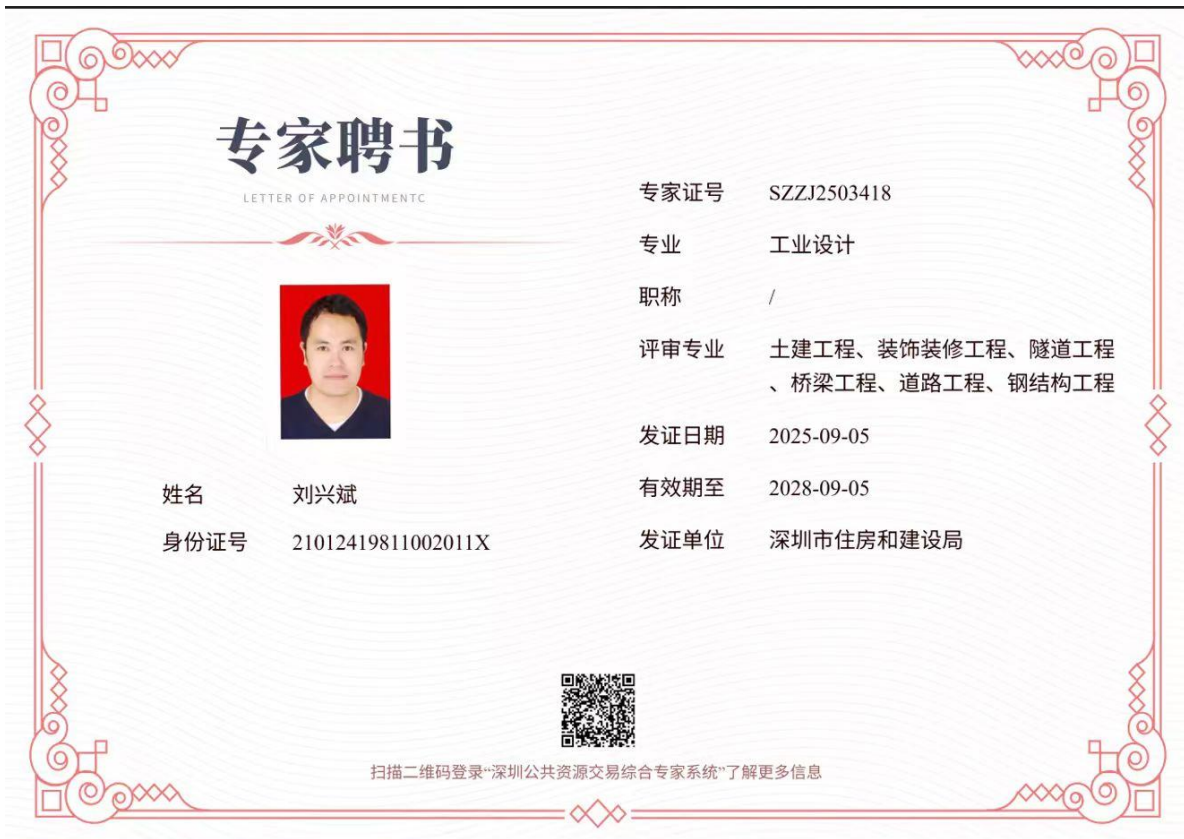 专家聘书
LETTER OF APPOINTMENTC
姓名 刘兴斌
身份证号 21012419811002011X
专家证号 SZZJ2503418
专业 工业设计
职称 /
评审专业 土建工程、装饰装修工程、隧道工程
、桥梁工程、道路工程、钢结构工程
发证日期 2025-09-05
有效期至 2028-09-05
发证单位 深圳市住房和建设局
扫描二维码登录“深圳公共资源交易综合专家系统”了解更多信息